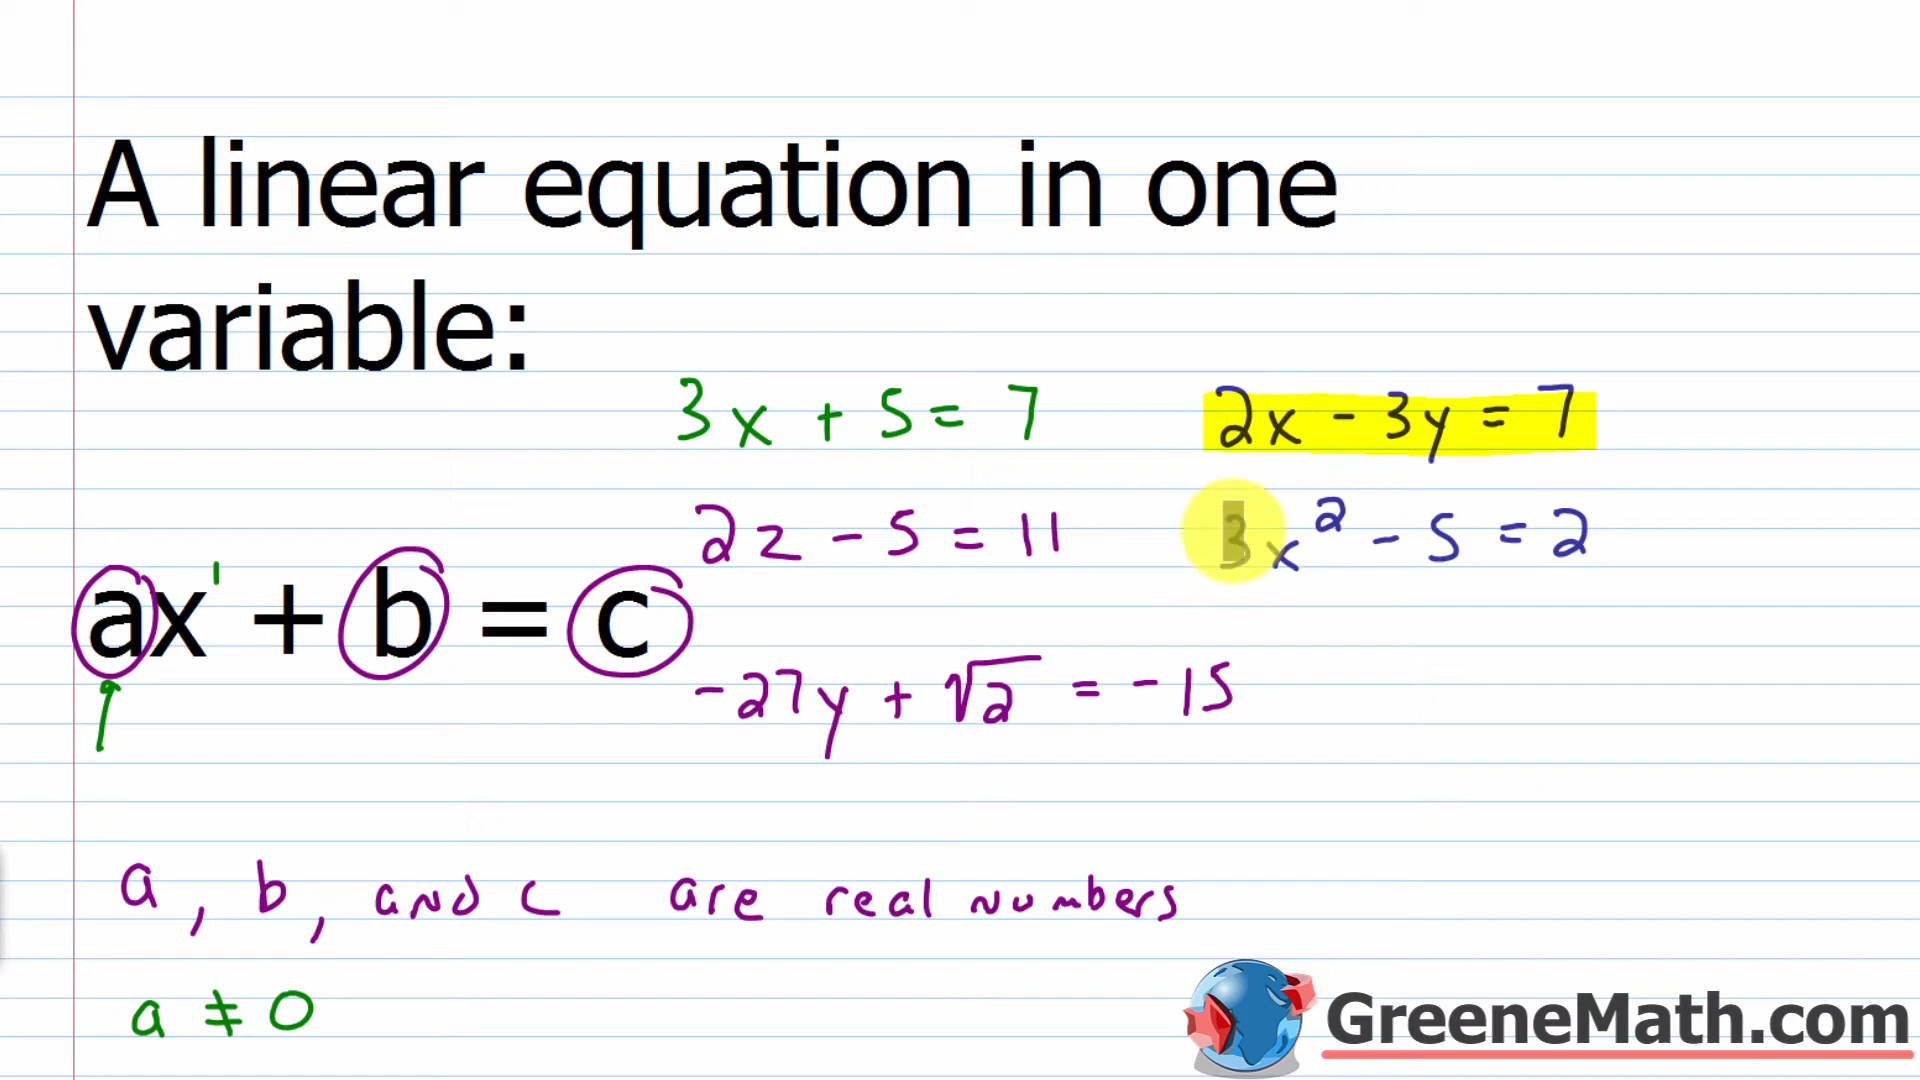 A linear equation in one
variable:
3x + 5 = 7
2x - 3y = 7
2z - 5 = 11
3x² - 5 = 2
ax¹ + b = c
-27y + √2 = -15
a, b, and c are real numbers
a ≠ 0
GreeneMath.com